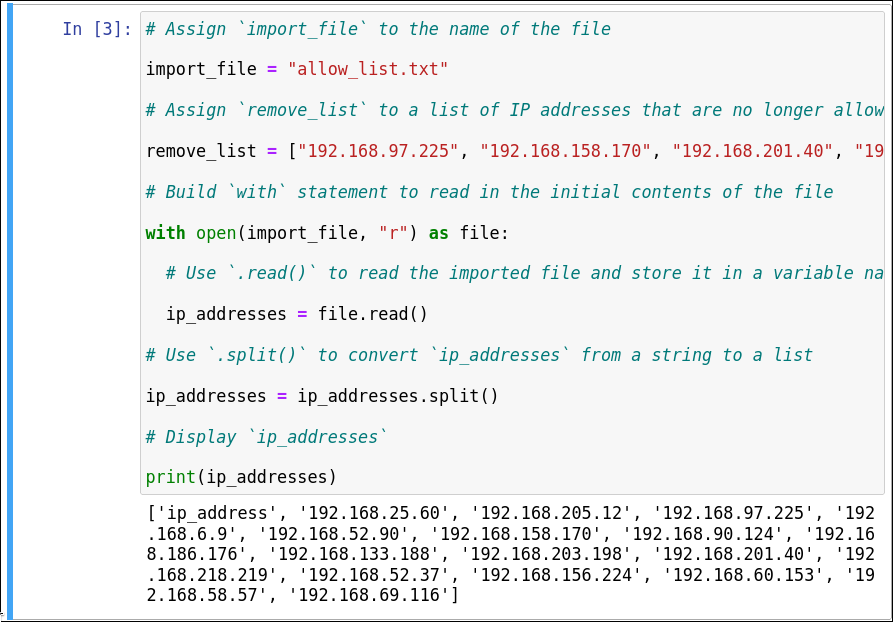 In [3]: # Assign `import_file` to the name of the file
import_file = "allow_list.txt"
# Assign `remove_list` to a list of IP addresses that are no longer allow
remove_list = ["192.168.97.225", "192.168.158.170", "192.168.201.40", "19
# Build `with` statement to read in the initial contents of the file
with open(import_file, "r") as file:
# Use `.read()` to read the imported file and store it in a variable na
ip_addresses = file.read()
# Use `.split()` to convert `ip_addresses` from a string to a list
ip_addresses = ip_addresses.split()
# Display `ip_addresses`
print(ip_addresses)
['ip_address', '192.168.25.60', '192.168.205.12', '192.168.97.225', '192
.168.6.9', '192.168.52.90', '192.168.158.170', '192.168.90.124', '192.16
8.186.176', '192.168.133.188', '192.168.203.198', '192.168.201.40', '192
.168.218.219', '192.168.52.37', '192.168.156.224', '192.168.60.153', '19
2.168.58.57', '192.168.69.116']